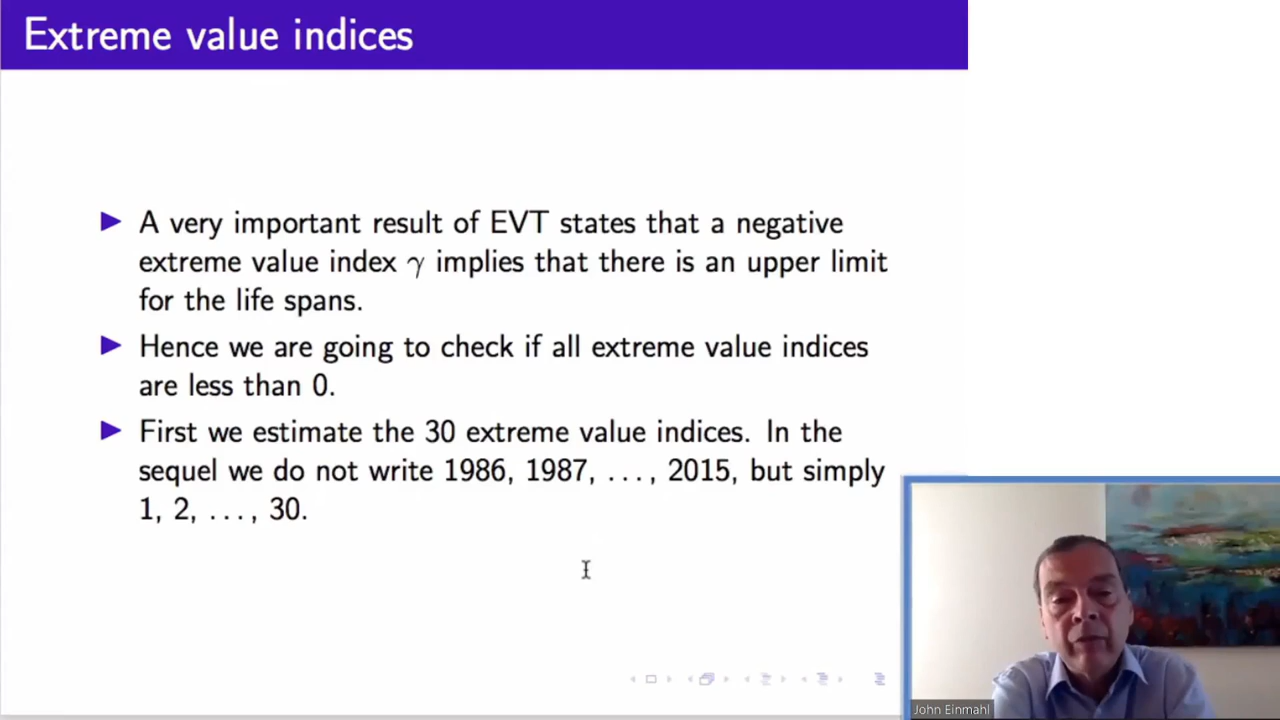 Extreme value indices
▶ A very important result of EVT states that a negative
extreme value index γ implies that there is an upper limit
for the life spans.
▶ Hence we are going to check if all extreme value indices
are less than 0.
▶ First we estimate the 30 extreme value indices. In the
sequel we do not write 1986, 1987, . . . , 2015, but simply
1, 2, . . . , 30.
John Einmahl